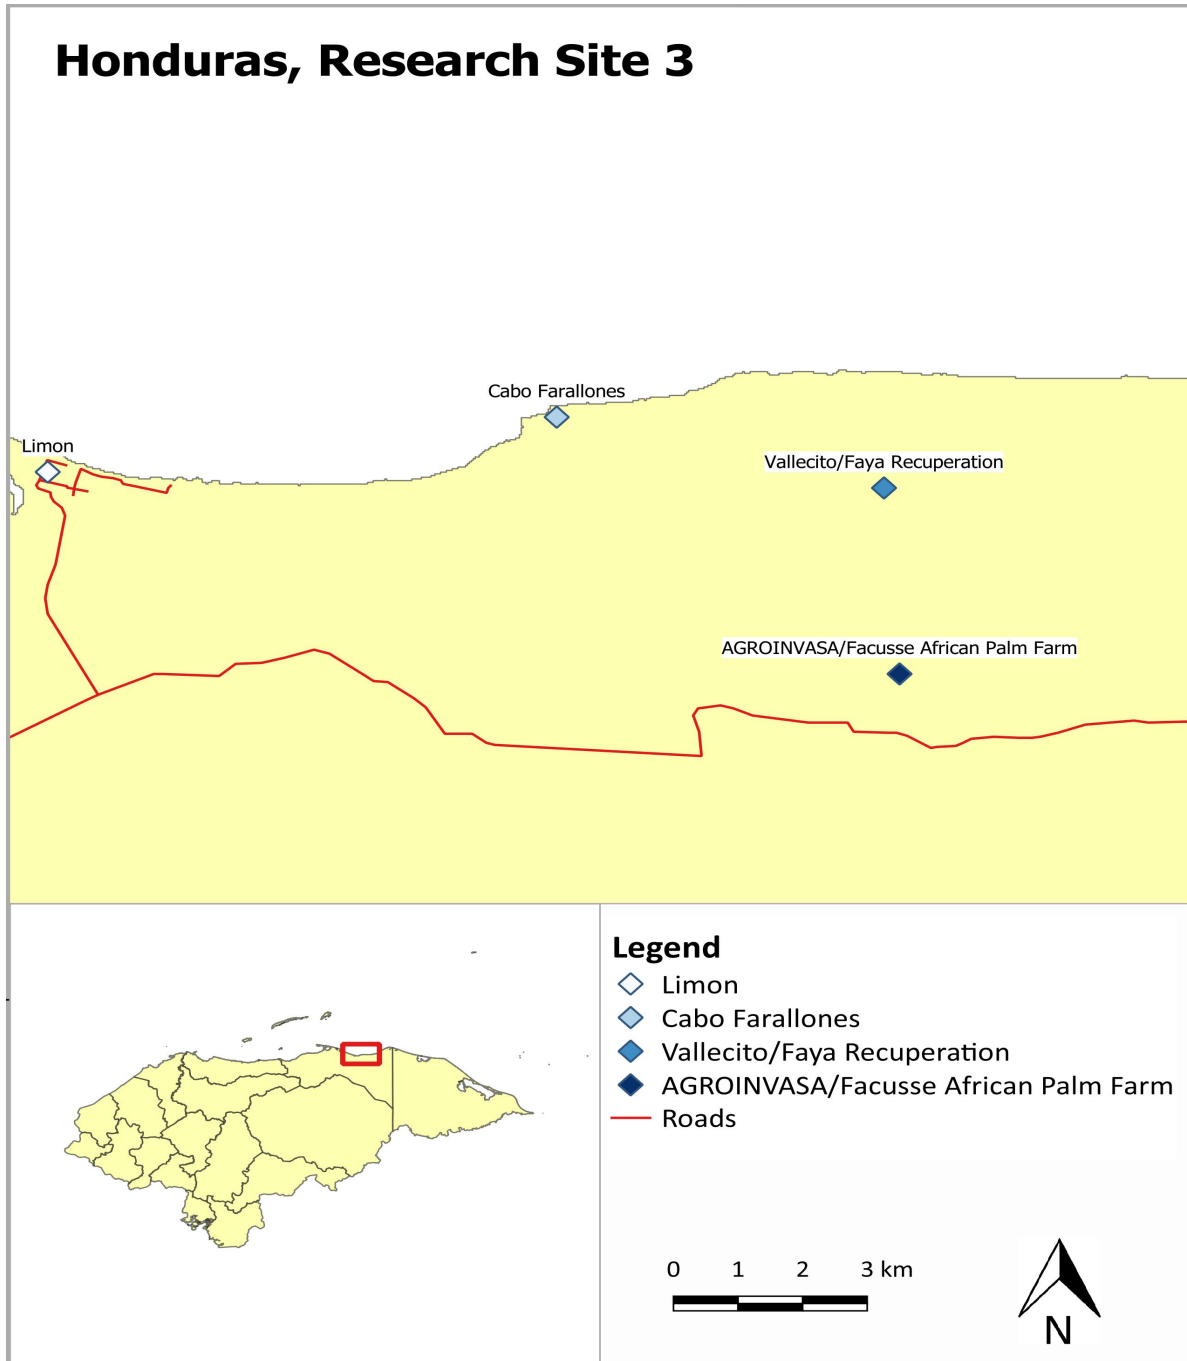 Honduras, Research Site 3
Cabo Farallones
Limon
Vallecito/Faya Recuperation
AGROINVASA/Facusse African Palm Farm
Legend
Limon
Cabo Farallones
Vallecito/Faya Recuperation
AGROINVASA/Facusse African Palm Farm
Roads
0 1 2 3 km
N